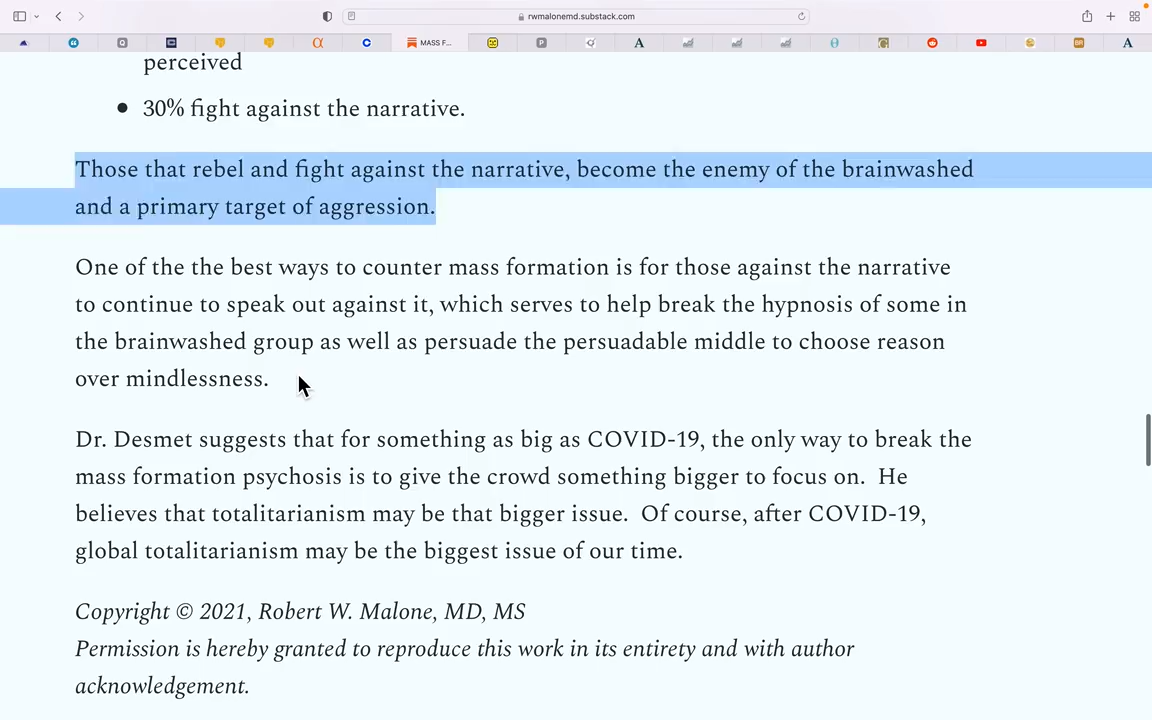 rwmalonemd.substack.com
MASS F...
perceived
30% fight against the narrative.
Those that rebel and fight against the narrative, become the enemy of the brainwashed
and a primary target of aggression.
One of the the best ways to counter mass formation is for those against the narrative
to continue to speak out against it, which serves to help break the hypnosis of some in
the brainwashed group as well as persuade the persuadable middle to choose reason
over mindlessness.
Dr. Desmet suggests that for something as big as COVID-19, the only way to break the
mass formation psychosis is to give the crowd something bigger to focus on.  He
believes that totalitarianism may be that bigger issue.  Of course, after COVID-19,
global totalitarianism may be the biggest issue of our time.
Copyright © 2021, Robert W. Malone, MD, MS
Permission is hereby granted to reproduce this work in its entirety and with author
acknowledgement.